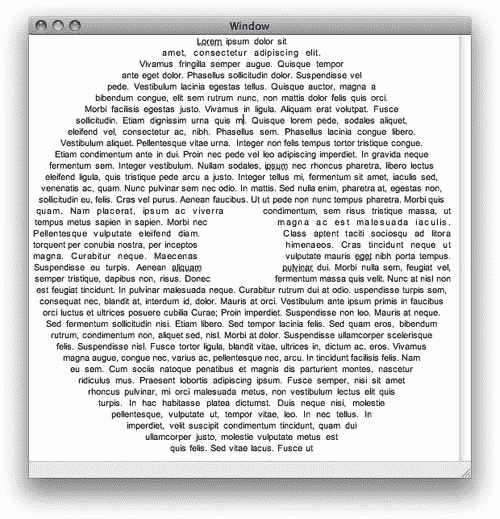 Window
Lorem ipsum dolor sit
amet, consectetur adipiscing elit.
Vivamus fringilla semper augue. Quisque tempor
ante eget dolor. Phasellus sollicitudin dolor. Suspendisse vel
pede. Vestibulum lacinia egestas tellus. Quisque auctor, magna a
bibendum congue, elit sem rutrum nunc, non mattis dolor quis orci.
Morbi facilisis egestas justo. Vivamus in ligula. Aliquam erat volutpat. Fusce
sollicitudin. Etiam dignissim urna quis m. Quisque lorem pede, sodales aliquet,
eleifend vel, consectetur ac, nibh. Phasellus sem. Phasellus lacinia congue libero.
Vestibulum aliquet. Pellentesque vitae urna. Integer non felis tempus tortor tristique congue.
Etiam condimentum ante in dui. Proin nec pede vel leo adipiscing imperdiet. In gravida neque
fermentum sem. Integer vestibulum. Nullam sodales, ipsum nec rhoncus pharetra, libero lectus
eleifend ligula, quis tristique pede arcu a justo. Integer tellus mi, fermentum sit amet, iaculis sed,
venenatis ac, quam. Nunc pulvinar sem nec odio. In mattis. Sed nulla enim, pharetra at, egestas non,
sollicitudin eu, felis. Cras vel purus. Aenean faucibus. Ut ut pede non nunc tempus pharetra. Morbi quis
quam. Nam placerat, ipsum ac viverra condimentum, sem risus tristique massa, ut
tempus metus sapien in sapien. Morbi nec magna ac est malesuada iaculis.
Pellentesque vulputate eleifend diam. Class aptent taciti sociosqu ad litora
torquent per conubia nostra, per inceptos himenaeos. Cras tincidunt neque ut
magna. Curabitur neque. Maecenas vulputate mauris eget nibh porta tempus.
Suspendisse eu turpis. Aenean aliquam pulvinar dui. Morbi nulla sem, feugiat vel,
semper tristique, dapibus non, risus. Donec fermentum massa quis velit. Nunc at nisl non
est feugiat tincidunt. In pulvinar malesuada neque. Curabitur rutrum dui at odio. uspendisse turpis sem,
consequat nec, blandit at, interdum id, dolor. Mauris at orci. Vestibulum ante ipsum primis in faucibus
orci luctus et ultrices posuere cubilia Curae; Proin imperdiet. Suspendisse non leo. Mauris at neque.
Sed fermentum sollicitudin nisi. Etiam libero. Sed tempor lacinia felis. Sed quam eros, bibendum
rutrum, condimentum non, aliquet sed, nisl. Morbi at dolor. Suspendisse ullamcorper scelerisque
felis. Suspendisse nisl. Fusce tortor ligula, blandit vitae, ultrices in, dictum ac, eros. Vivamus
magna augue, congue nec, varius ac, pellentesque nec, arcu. In tincidunt facilisis felis. Nam
eu sem. Cum sociis natoque penatibus et magnis dis parturient montes, nascetur
ridiculus mus. Praesent lobortis adipiscing ipsum. Fusce semper, nisi sit amet
rhoncus pulvinar, mi orci malesuada metus, non vestibulum lectus elit quis
turpis. In hac habitasse platea dictumst. Duis neque nisi, molestie
pellentesque, vulputate ut, tempor vitae, leo. In nec tellus. In
imperdiet, velit suscipit condimentum tincidunt, quam dui
ullamcorper justo, molestie vulputate metus est
quis felis. Sed vitae lacus. Fusce ut